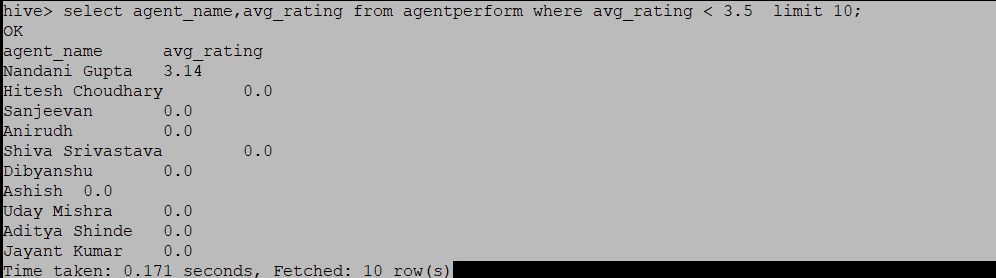 hive> select agent_name,avg_rating from agentperform where avg_rating < 3.5  limit 10;
OK
agent_name      avg_rating
Nandani Gupta   3.14
Hitesh Choudhary        0.0
Sanjeevan       0.0
Anirudh         0.0
Shiva Srivastava        0.0
Dibyanshu       0.0
Ashish  0.0
Uday Mishra     0.0
Aditya Shinde   0.0
Jayant Kumar    0.0
Time taken: 0.171 seconds, Fetched: 10 row(s)